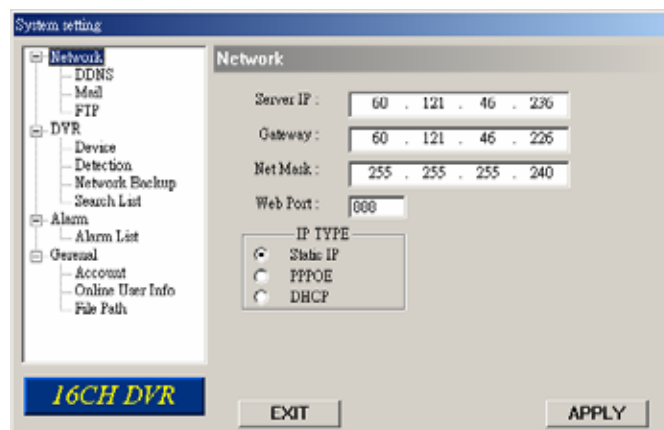 System setting
Network
DDNS
Mail
FTP
DVR
Device
Detection
Network Backup
Search List
Alarm
Alarm List
General
Account
Online User Info
File Path
16CH DVR
Network
Server IP : 60 . 121 . 46 . 236
Gateway : 60 . 121 . 46 . 226
Net Mask : 255 . 255 . 255 . 240
Web Port : 888
IP TYPE
Static IP
PPPOE
DHCP
EXIT
APPLY